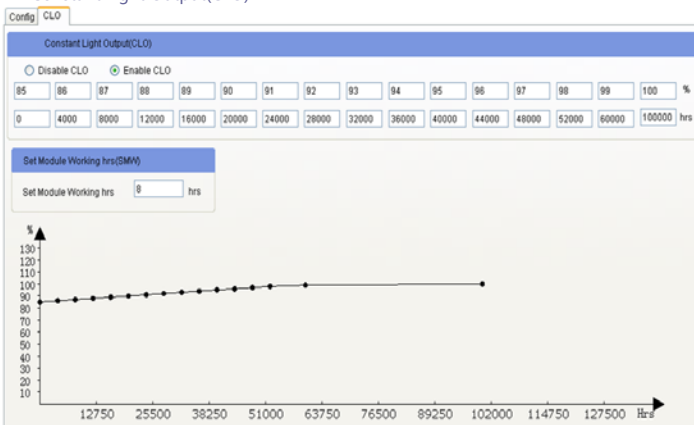 Constant Light Output(CLO)
Config CLO
Constant Light Output(CLO)
Disable CLO Enable CLO
85 86 87 88 89 90 91 92 93 94 95 96 97 98 99 100 %
0 4000 8000 12000 16000 20000 24000 28000 32000 36000 40000 44000 48000 52000 60000 100000 hrs
Set Module Working hrs(SMW)
Set Module Working hrs 8 hrs
%
130
120
110
100
90
80
70
60
50
40
30
20
10
12750 25500 38250 51000 63750 76500 89250 102000 114750 127500 Hrs